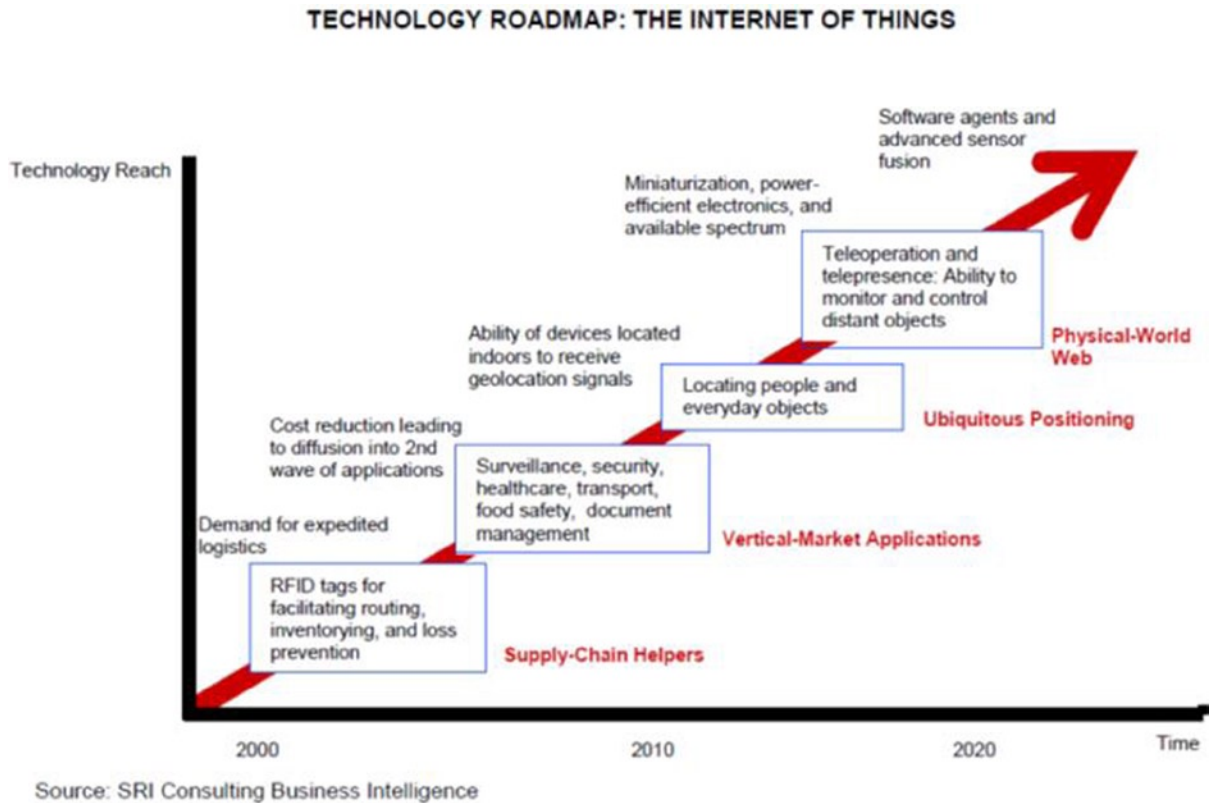 TECHNOLOGY ROADMAP: THE INTERNET OF THINGS
Technology Reach
Software agents and
advanced sensor
fusion
Miniaturization, power-
efficient electronics, and
available spectrum
Teleoperation and
telepresence: Ability to
monitor and control
distant objects
Physical-World
Web
Ability of devices located
indoors to receive
geolocation signals
Locating people and
everyday objects
Ubiquitous Positioning
Cost reduction leading
to diffusion into 2nd
wave of applications
Surveillance, security,
healthcare, transport,
food safety, document
management
Vertical-Market Applications
Demand for expedited
logistics
RFID tags for
facilitating routing,
inventorying, and loss
prevention
Supply-Chain Helpers
2000
2010
2020
Time
Source: SRI Consulting Business Intelligence